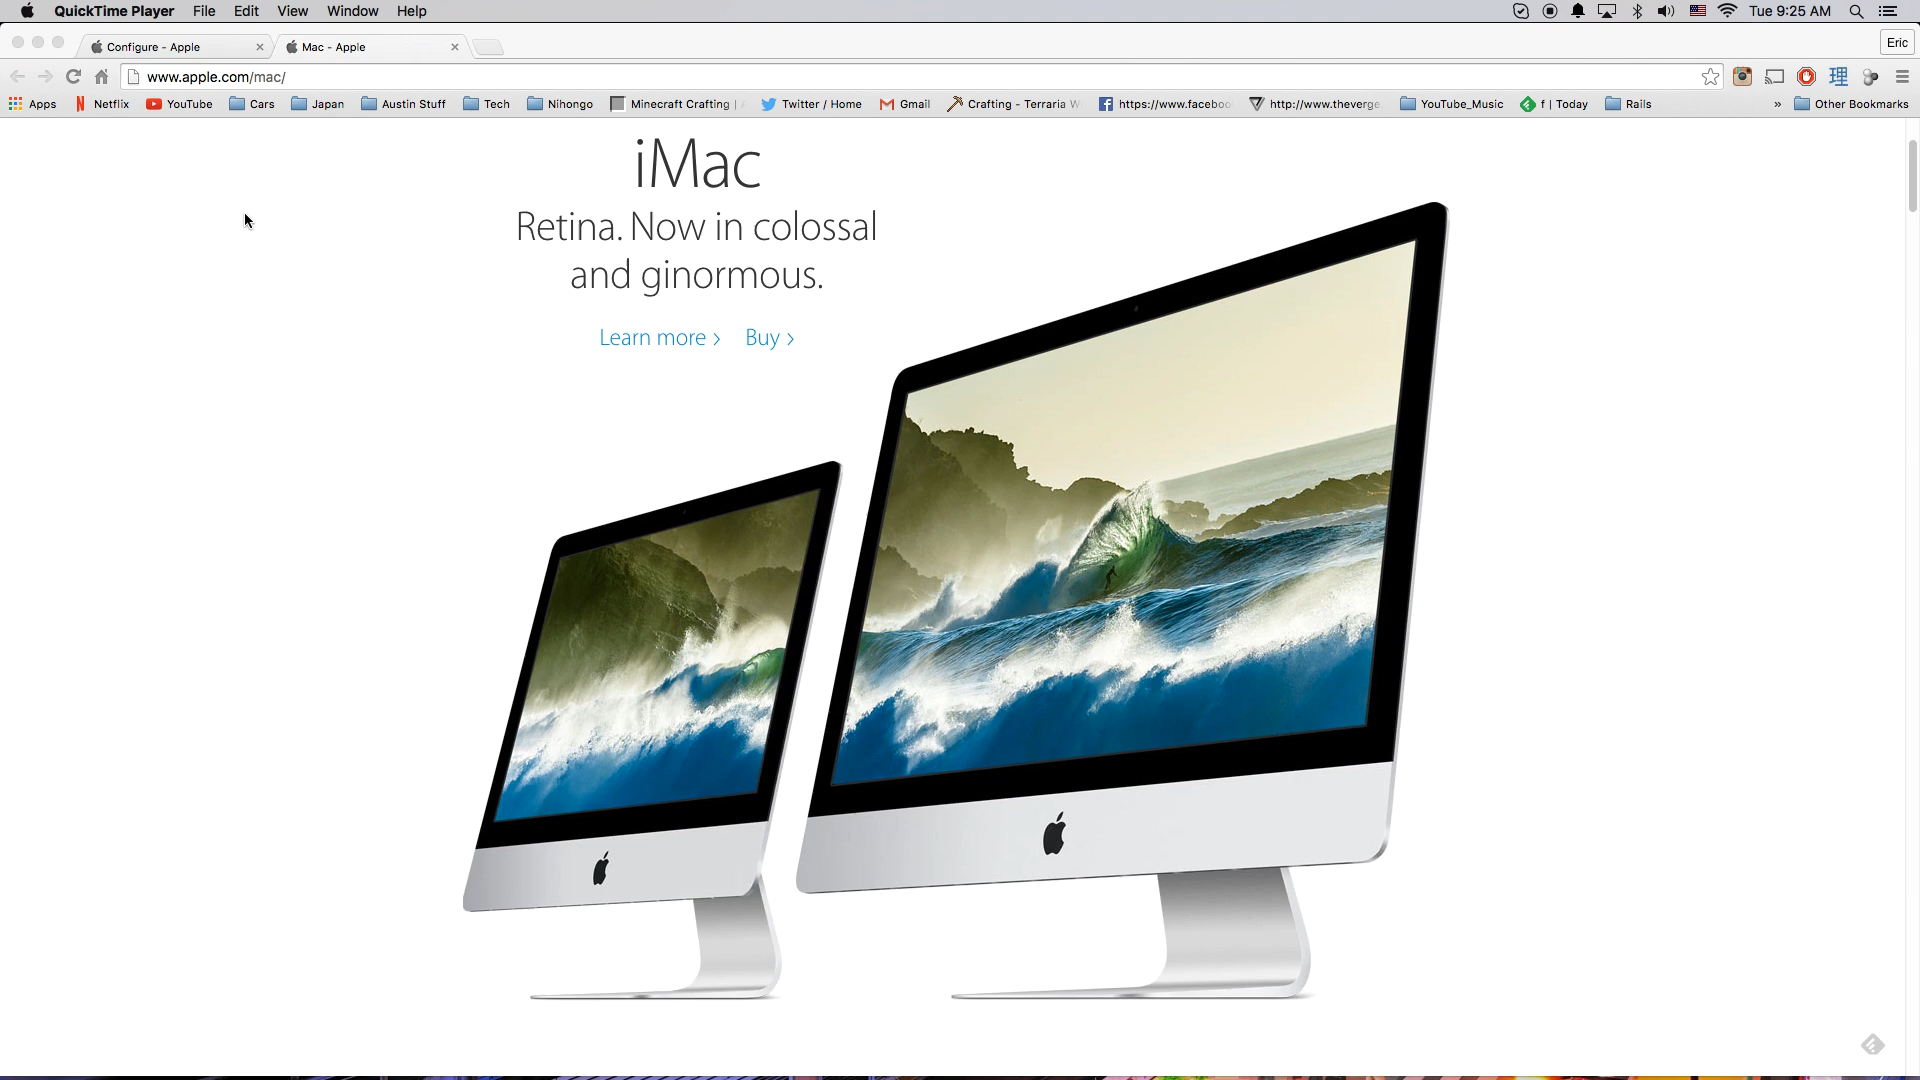 QuickTime Player File Edit View Window Help Tue 9:25 AM
Configure - Apple Mac - Apple Eric
www.apple.com/mac/
Apps Netflix YouTube Cars Japan Austin Stuff Tech Nihongo Minecraft Crafting | Twitter / Home Gmail Crafting - Terraria W https://www.faceboo http://www.theverge. YouTube_Music f | Today Rails » Other Bookmarks
iMac
Retina. Now in colossal
and ginormous.
Learn more > Buy >